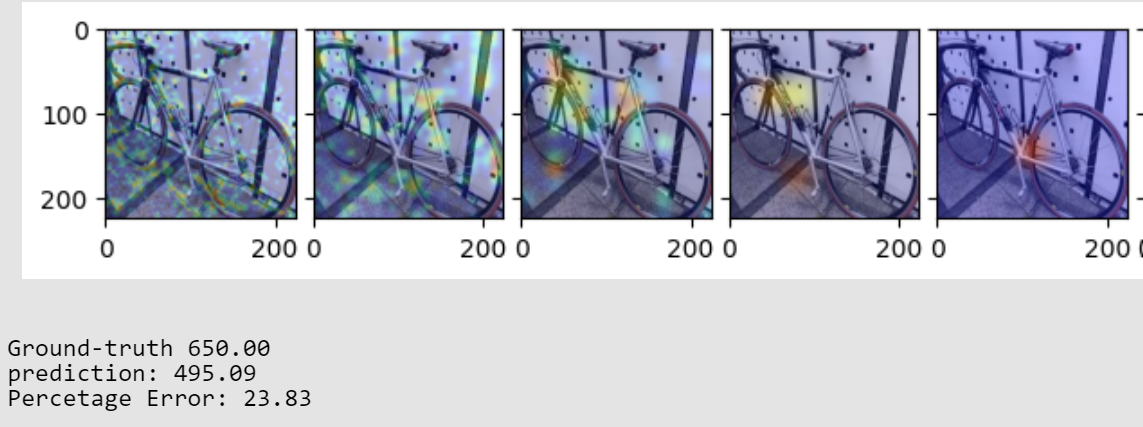 0
100
200
0 200 0 200 0 200 0 200 0 200
Ground-truth 650.00
prediction: 495.09
Percetage Error: 23.83